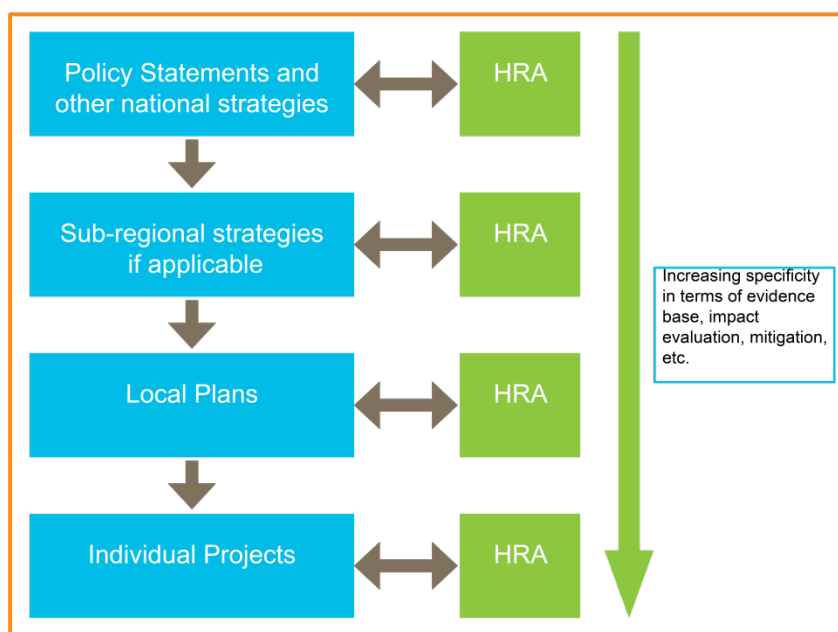 Policy Statements and
other national strategies
HRA
Sub-regional strategies
if applicable
HRA
Local Plans
HRA
Individual Projects
HRA
Increasing specificity
in terms of evidence
base, impact
evaluation, mitigation,
etc.